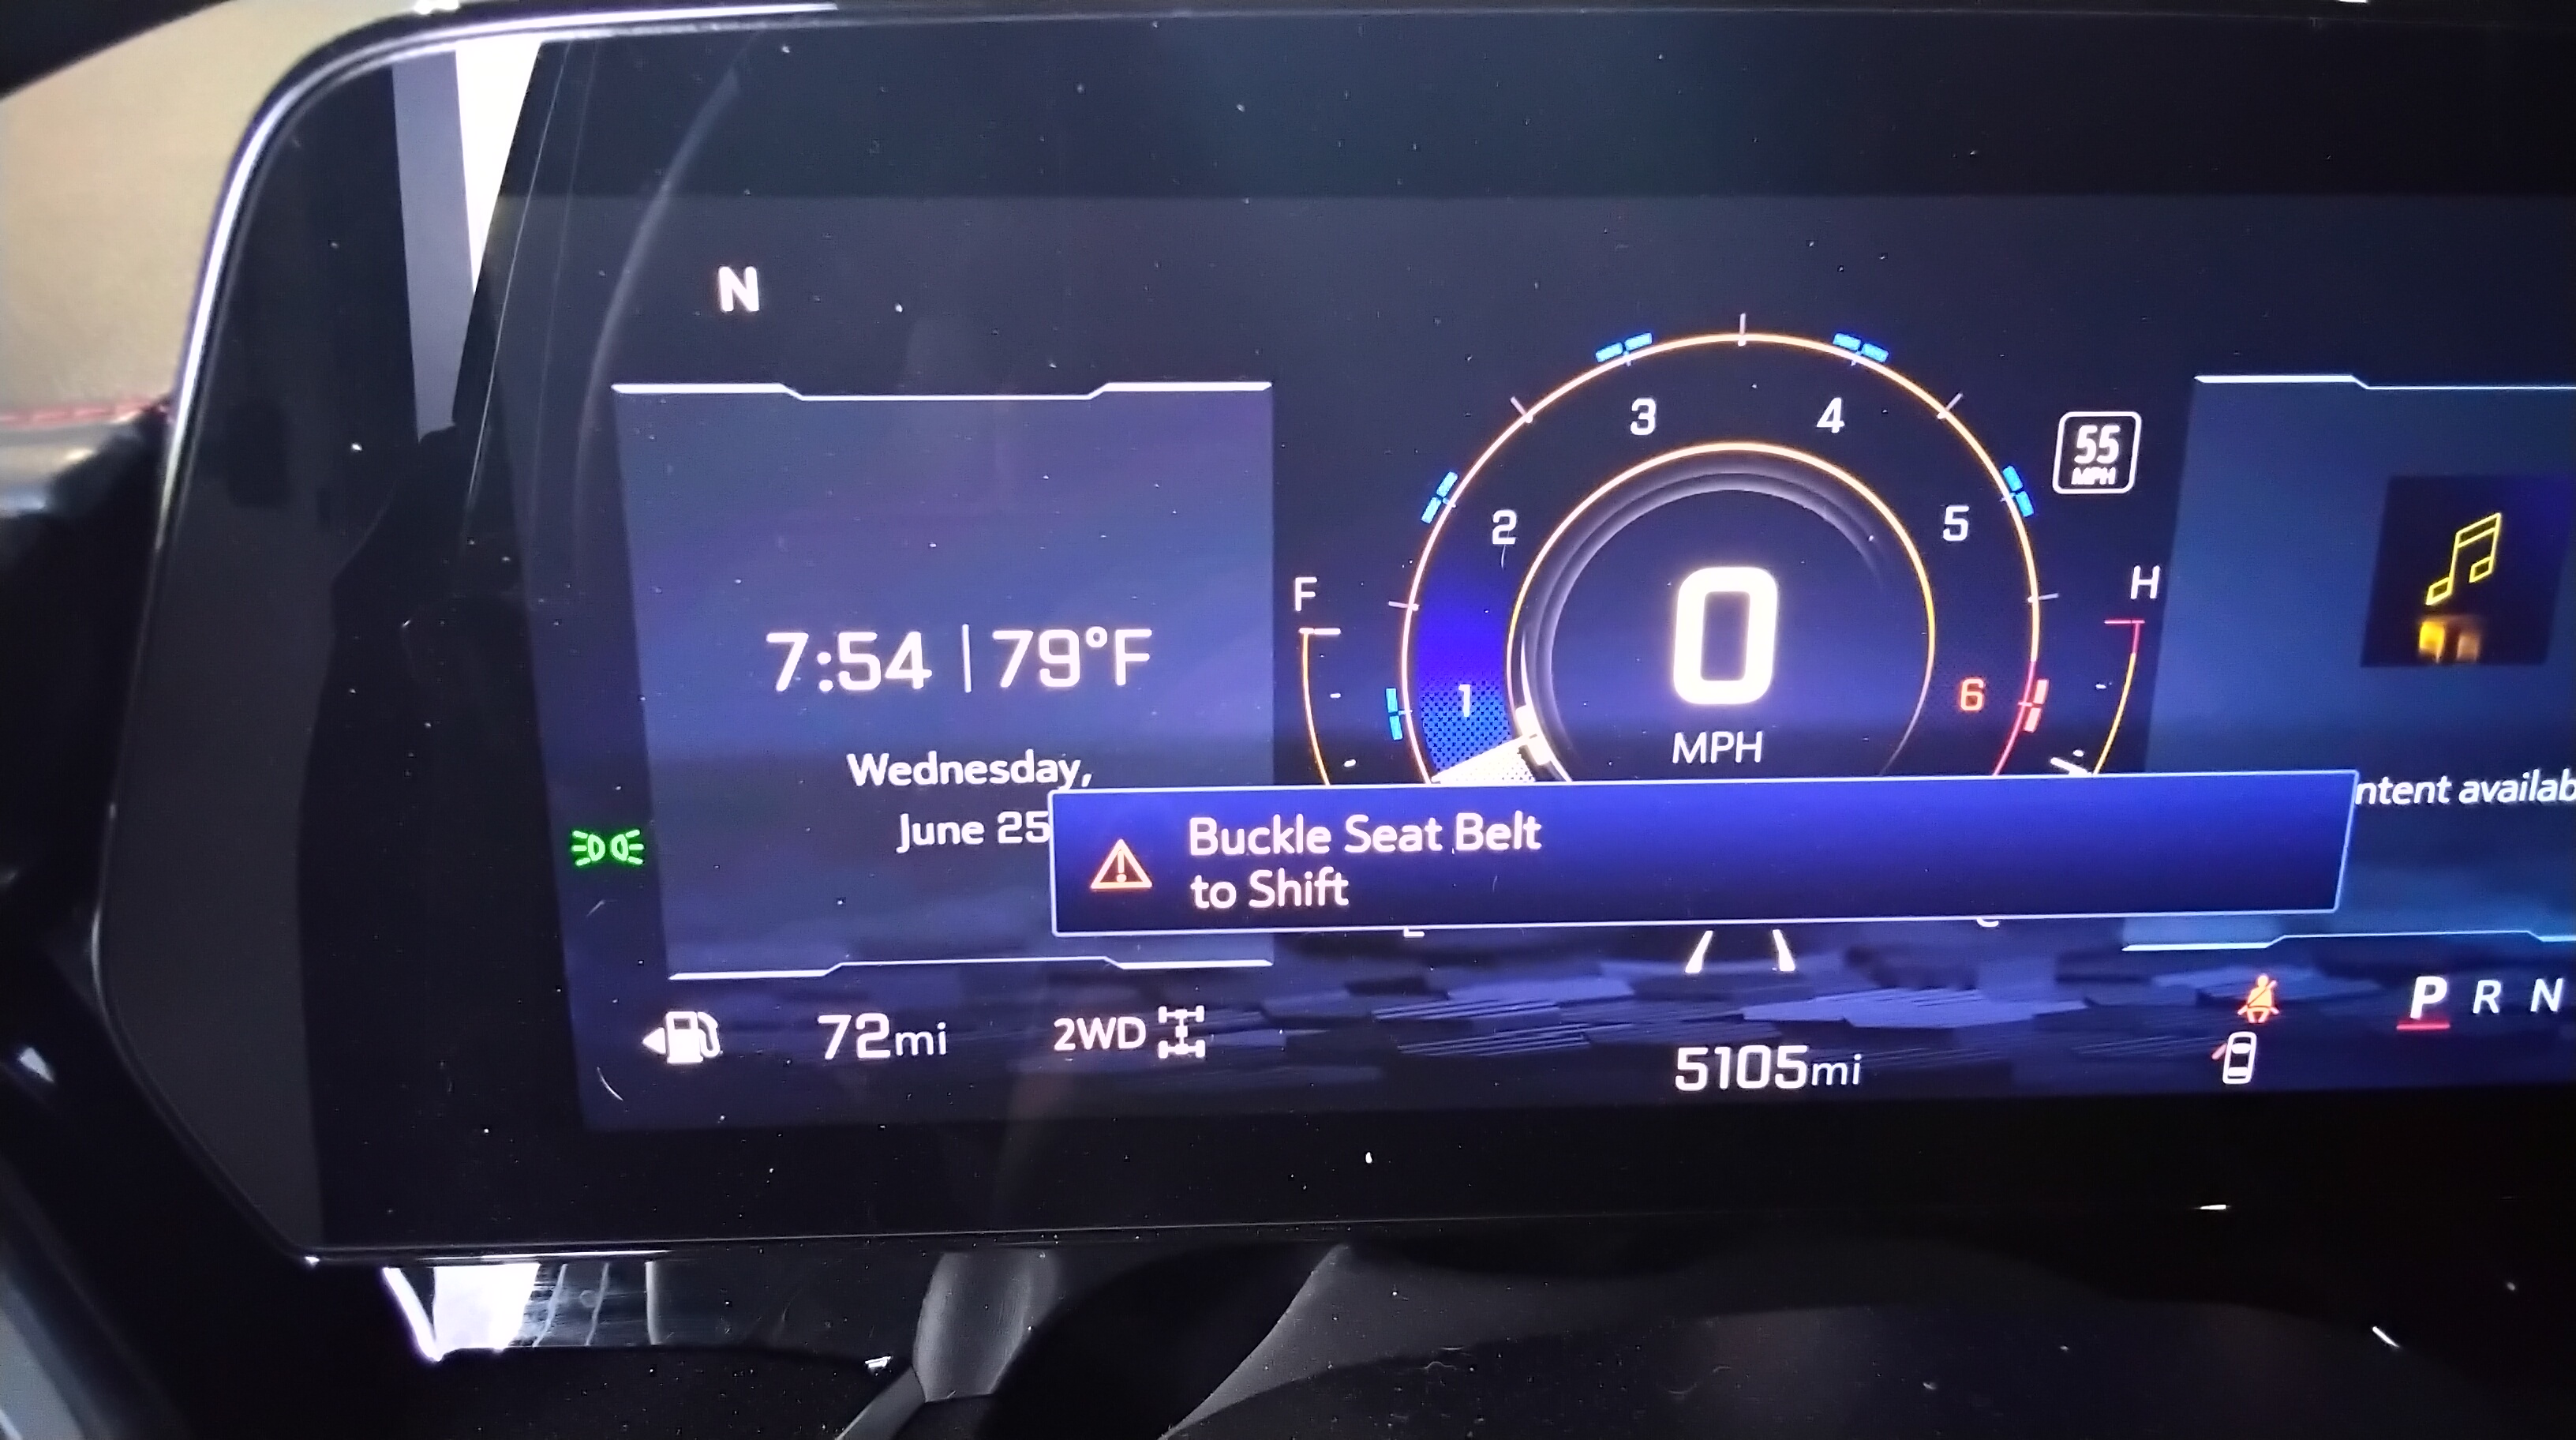 N
3 4
55
MPH
2 5
F H
7:54 | 79°F
0
1 6
MPH
Wednesday,
June 25
ntent availab
Buckle Seat Belt
to Shift
P R N
72mi
2WD
5105mi